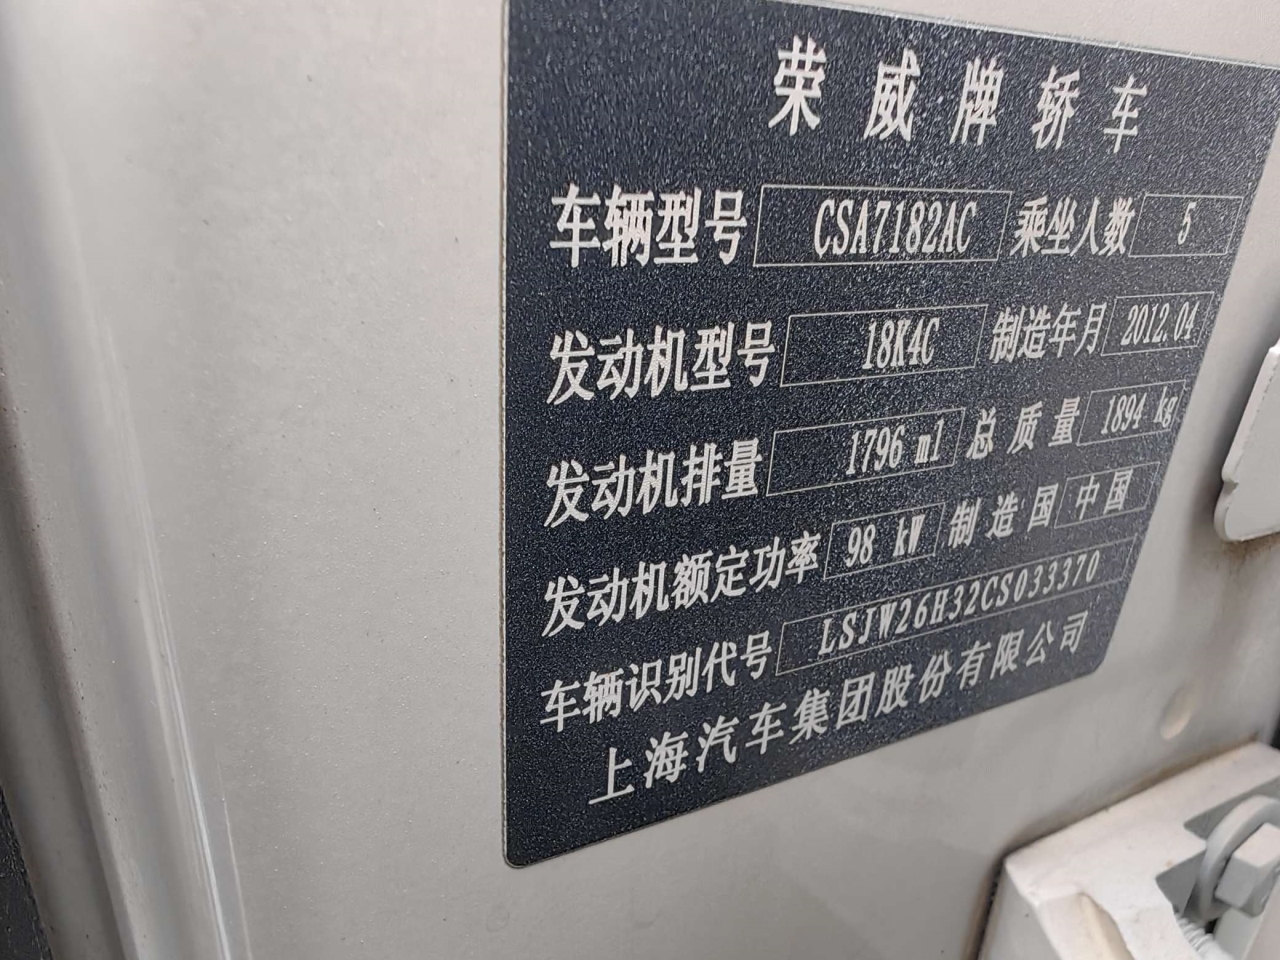 荣威牌轿车
车辆型号 CSA7182AC 乘坐人数 5
发动机型号 18K4C 制造年月 2012.04
发动机排量 1796 ml 总质量 1894 kg
发动机额定功率 98 kW 制造国 中国
车辆识别代号 LSJW26H32CS033370
上海汽车集团股份有限公司